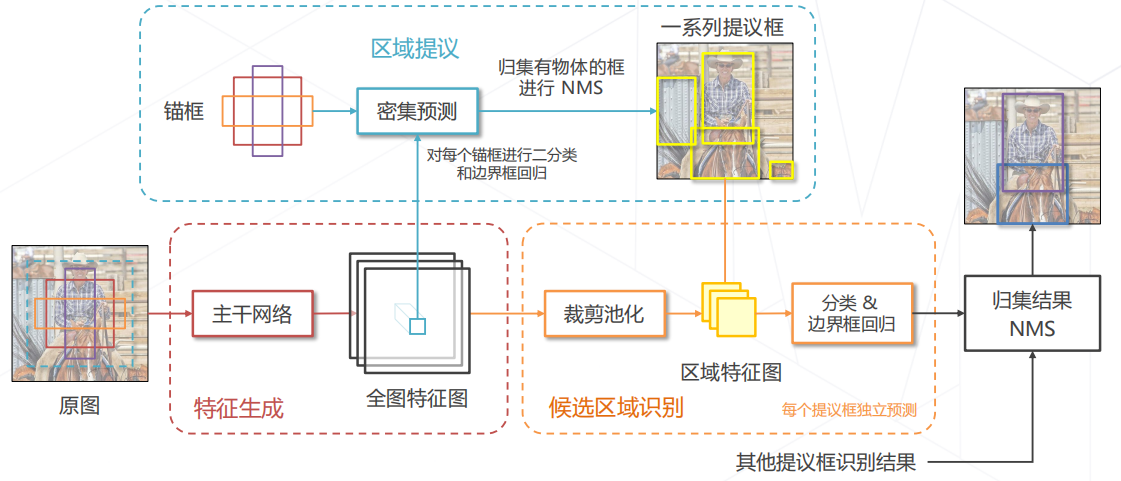 区域提议
一系列提议框
锚框
密集预测
归集有物体的框
进行 NMS
对每个锚框进行二分类
和边界框回归
原图
主干网络
全图特征图
特征生成
裁剪池化
区域特征图
分类 &
边界框回归
候选区域识别
每个提议框独立预测
归集结果
NMS
其他提议框识别结果